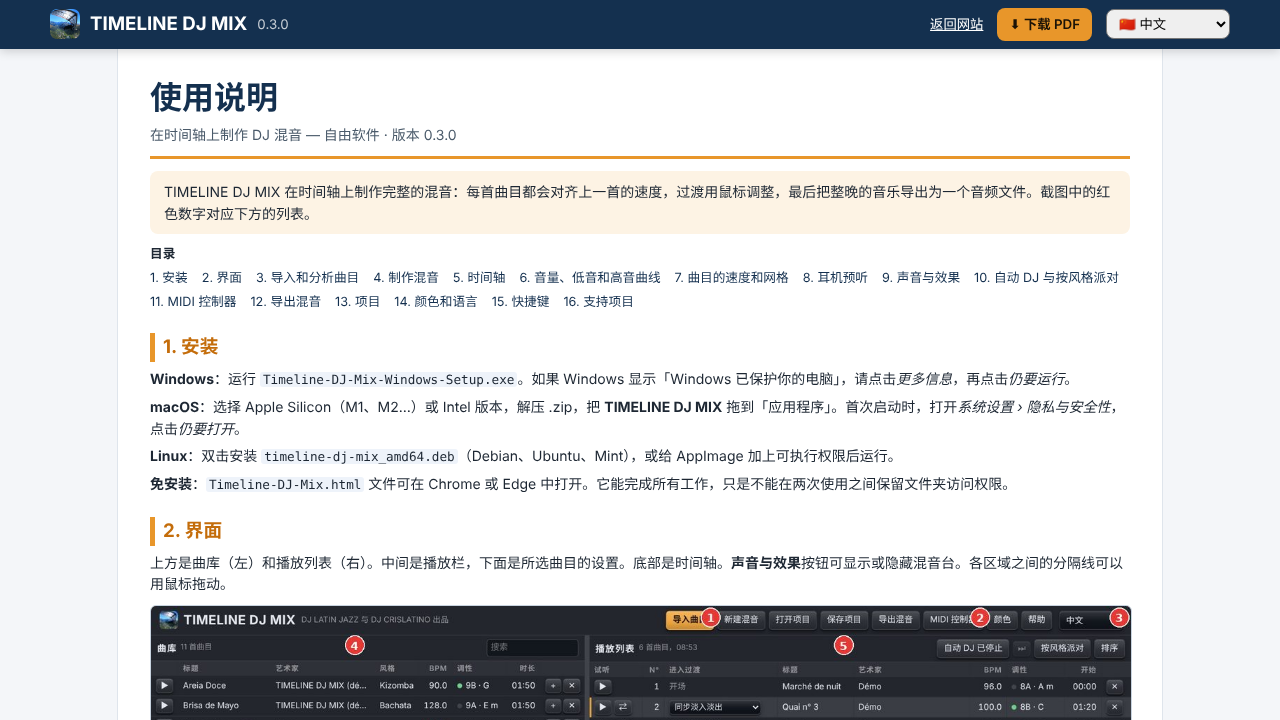 TIMELINE DJ MIX 0.3.0 返回网站 ⬇ 下载 PDF 🇨🇳 中文
使用说明
在时间轴上制作 DJ 混音 — 自由软件 · 版本 0.3.0
TIMELINE DJ MIX 在时间轴上制作完整的混音：每首曲目都会对齐上一首的速度，过渡用鼠标调整，最后把整晚的音乐导出为一个音频文件。截图中的红
色数字对应下方的列表。
目录
1. 安装 2. 界面 3. 导入和分析曲目 4. 制作混音 5. 时间轴 6. 音量、低音和高音曲线 7. 曲目的速度和网格 8. 耳机预听 9. 声音与效果 10. 自动 DJ 与按风格派对
11. MIDI 控制器 12. 导出混音 13. 项目 14. 颜色和语言 15. 快捷键 16. 支持项目
1. 安装
Windows：运行 Timeline-DJ-Mix-Windows-Setup.exe。如果 Windows 显示「Windows 已保护你的电脑」，请点击更多信息，再点击仍要运行。
macOS：选择 Apple Silicon（M1、M2…）或 Intel 版本，解压 .zip，把 TIMELINE DJ MIX 拖到「应用程序」。首次启动时，打开系统设置 › 隐私与安全性，
点击仍要打开。
Linux：双击安装 timeline-dj-mix_amd64.deb（Debian、Ubuntu、Mint），或给 AppImage 加上可执行权限后运行。
免安装：Timeline-DJ-Mix.html 文件可在 Chrome 或 Edge 中打开。它能完成所有工作，只是不能在两次使用之间保留文件夹访问权限。
2. 界面
上方是曲库（左）和播放列表（右）。中间是播放栏，下面是所选曲目的设置。底部是时间轴。声音与效果按钮可显示或隐藏混音台。各区域之间的分隔线可以
用鼠标拖动。
TIMELINE DJ MIX DJ LATIN JAZZ 与 DJ CRISLATINO 出品 导入曲 1 新建混音 打开项目 保存项目 导出混音 MIDI 控制 2 颜色 帮助 中文 3
曲库 11 首曲目 4 搜索 播放列表 6 首曲目，08:53 5 自动 DJ 已停止 按风格派对 排序
标题 艺术家 风格 BPM 调性 时长 试听 N° 进入过渡 标题 艺术家 BPM 调性 开始
Areia Doce TIMELINE DJ MIX (dé... Kizomba 90.0 9B · G 01:50 + ✕ 1 开场 Marché de nuit Démo 96.0 8A · A m 00:00 ✕
Brisa de Mayo TIMELINE DJ MIX (dé... Bachata 128.0 9A · E m 01:50 + ✕ 2 同步淡入淡出 Quai n° 3 Démo 100.0 8B · C 01:20 ✕